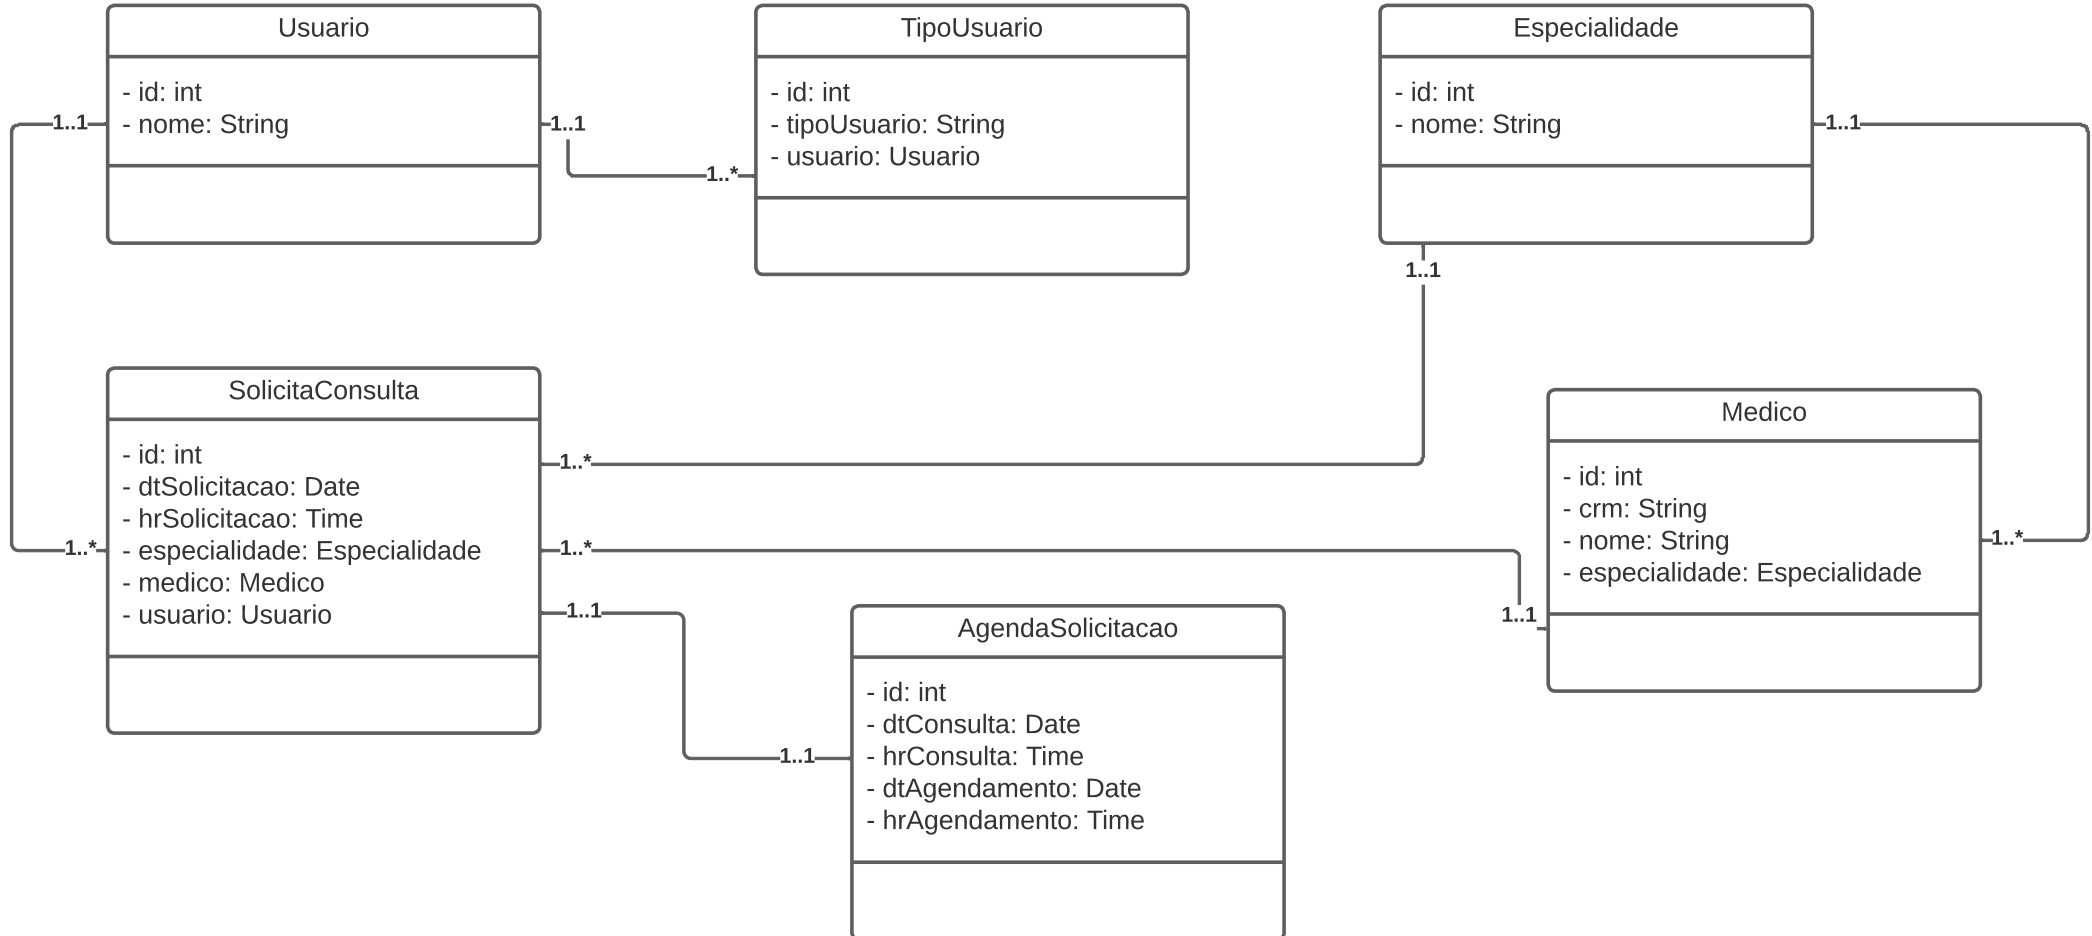 Usuario
- id: int
- nome: String
1..1
1..1
TipoUsuario
- id: int
- tipoUsuario: String
- usuario: Usuario
1..*
Especialidade
- id: int
- nome: String
1..1
1..1
SolicitaConsulta
- id: int
- dtSolicitacao: Date
- hrSolicitacao: Time
- especialidade: Especialidade
- medico: Medico
- usuario: Usuario
1..*
1..*
1..*
1..1
Medico
- id: int
- crm: String
- nome: String
- especialidade: Especialidade
1..*
1..1
AgendaSolicitacao
- id: int
- dtConsulta: Date
- hrConsulta: Time
- dtAgendamento: Date
- hrAgendamento: Time
1..1